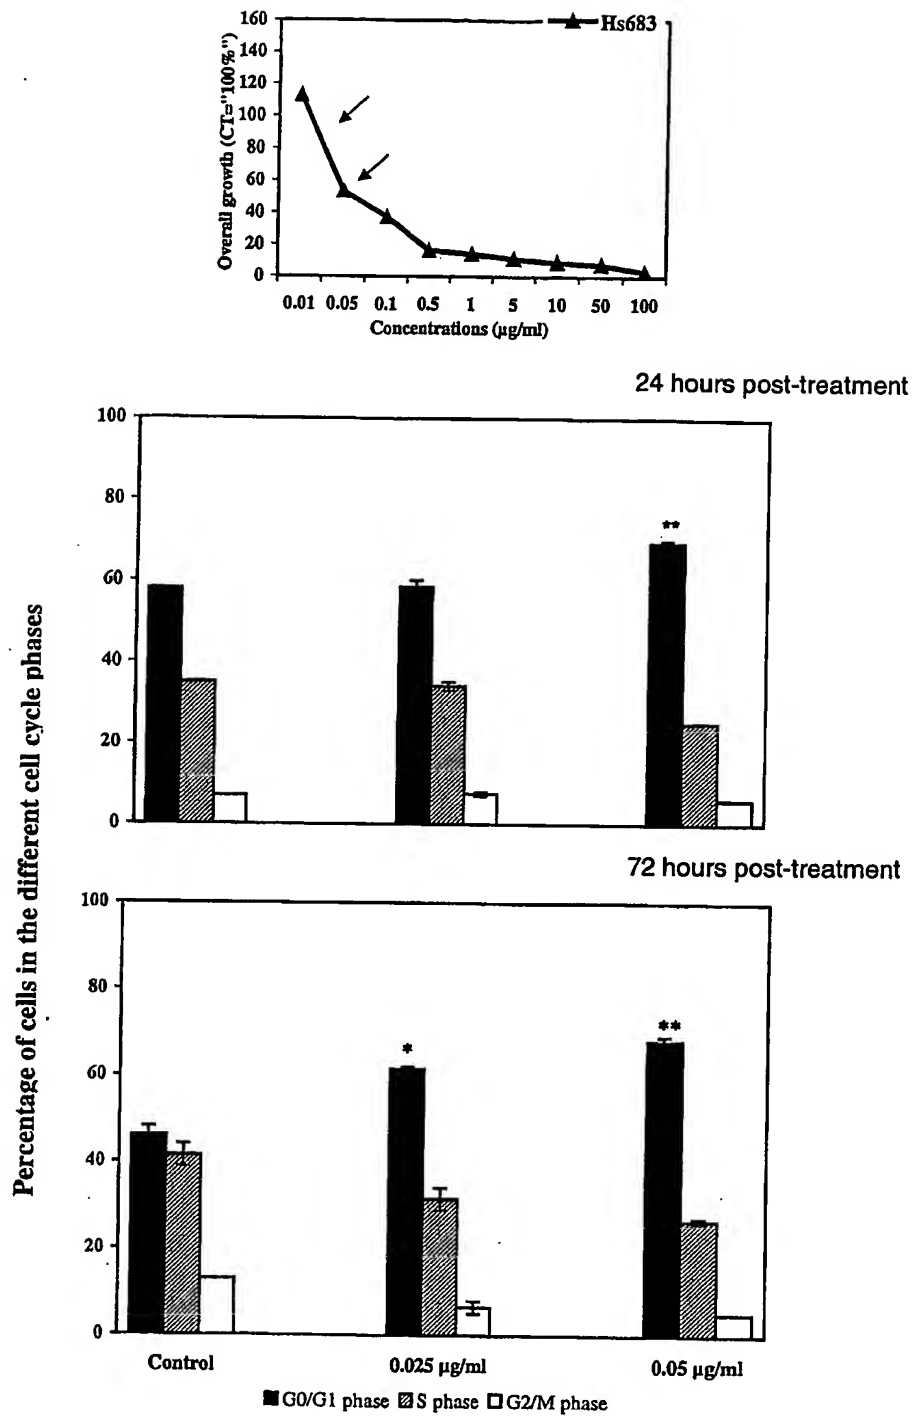 Hs683
Overall growth (CT="100%")
160
140
120
100
80
60
40
20
0
0.01 0.05 0.1 0.5 1 5 10 50 100
Concentrations (µg/ml)
24 hours post-treatment
Percentage of cells in the different cell cycle phases
100
80
60
40
20
0
**
72 hours post-treatment
100
80
60
40
20
0
* **
Control 0.025 µg/ml 0.05 µg/ml
G0/G1 phase S phase G2/M phase